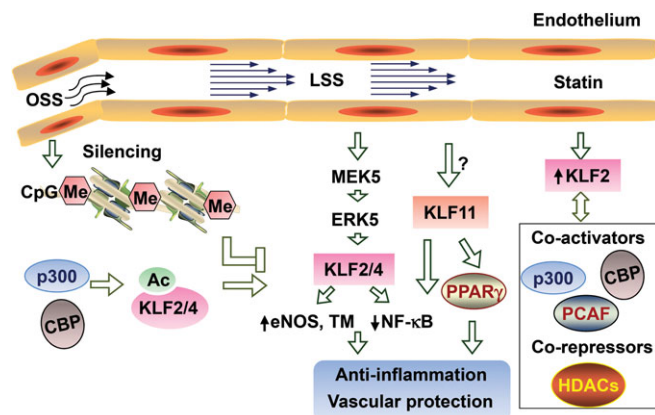 Endothelium
OSS
LSS
Statin
Silencing
CpG Me Me Me
MEK5
ERK5
KLF2/4
?
KLF11
PPARγ
↑KLF2
p300
CBP
Ac
KLF2/4
↑eNOS, TM
↓NF-κB
Anti-inflammation
Vascular protection
Co-activators
p300
CBP
PCAF
Co-repressors
HDACs